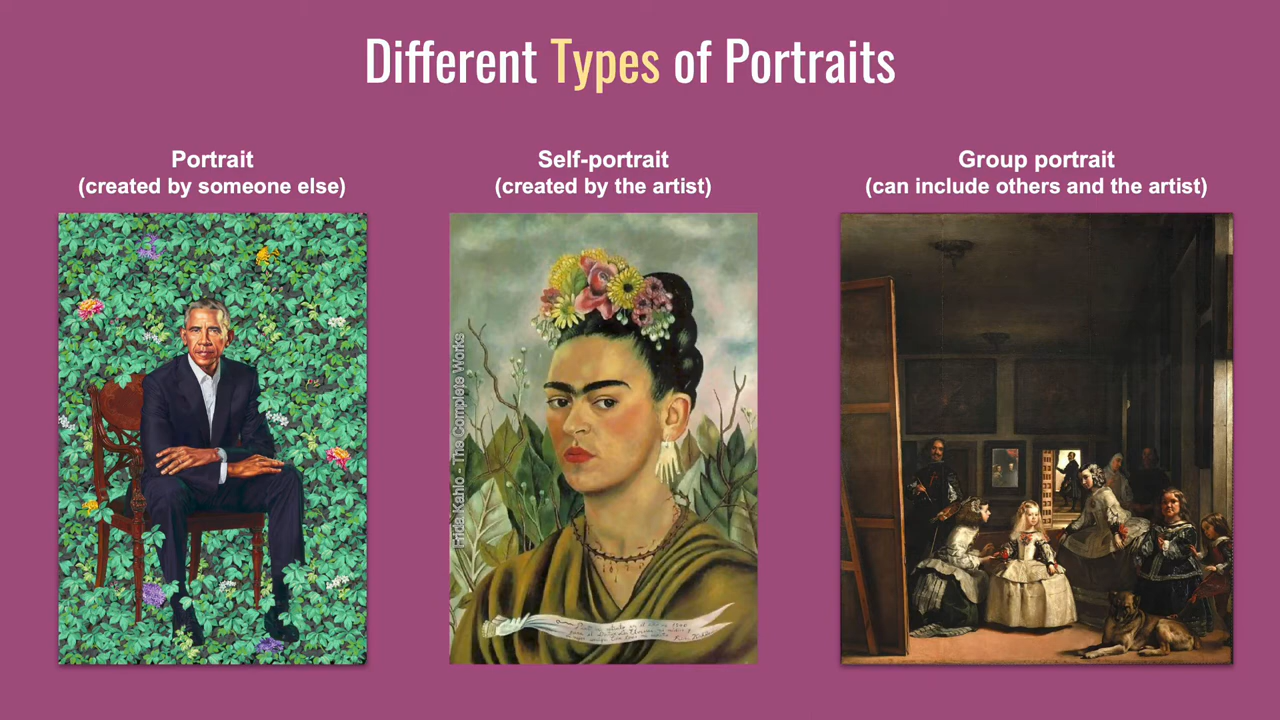 Different Types of Portraits
Portrait
(created by someone else)
Self-portrait
(created by the artist)
Group portrait
(can include others and the artist)
Frida Kahlo - The Complete Works